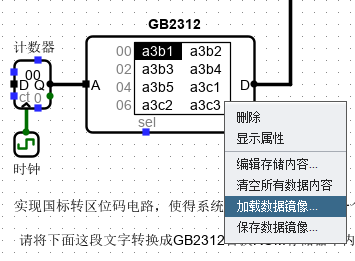 GB2312
计数器
00
D Q
ct 0
A
00 a3b1 a3b2
02 a3b3 a3b4
04 a3b5 a3c1
06 a3c2 a3c3
D
sel
时钟
删除
显示属性
编辑存储内容...
清空所有数据内容
加载数据镜像...
保存数据镜像...
实现国标转区位码电路，使得系统
请将下面这段文字转换成GB2312